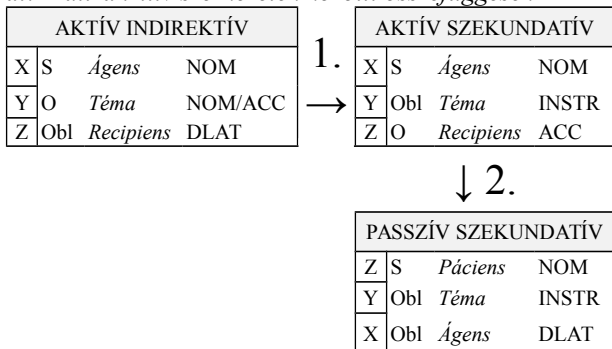 AKTÍV INDIREKTÍV
X S Ágens NOM
Y O Téma NOM/ACC
Z Obl Recipiens DLAT
1.
→
AKTÍV SZEKUNDATÍV
X S Ágens NOM
Y Obl Téma INSTR
Z O Recipiens ACC
↓ 2.
PASSZÍV SZEKUNDATÍV
Z S Páciens NOM
Y Obl Téma INSTR
X Obl Ágens DLAT